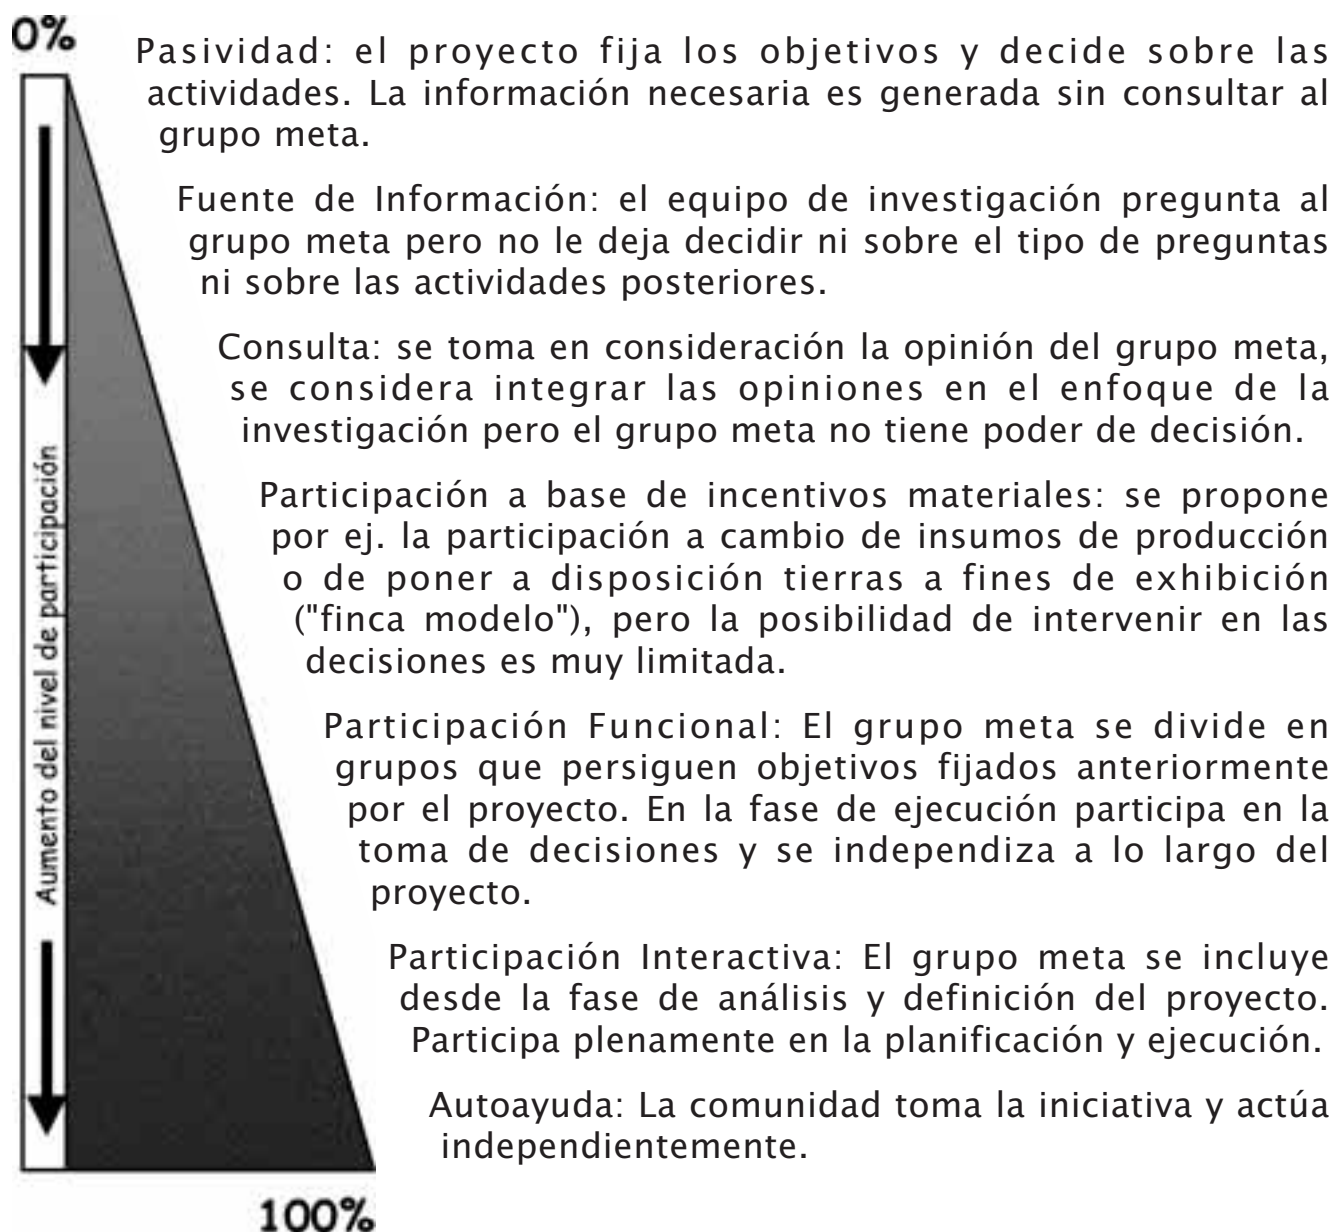 0%
Pasividad: el proyecto fija los objetivos y decide sobre las
actividades. La información necesaria es generada sin consultar al
grupo meta.
Fuente de Información: el equipo de investigación pregunta al
grupo meta pero no le deja decidir ni sobre el tipo de preguntas
ni sobre las actividades posteriores.
Consulta: se toma en consideración la opinión del grupo meta,
se considera integrar las opiniones en el enfoque de la
investigación pero el grupo meta no tiene poder de decisión.
Participación a base de incentivos materiales: se propone
por ej. la participación a cambio de insumos de producción
o de poner a disposición tierras a fines de exhibición
("finca modelo"), pero la posibilidad de intervenir en las
decisiones es muy limitada.
Participación Funcional: El grupo meta se divide en
grupos que persiguen objetivos fijados anteriormente
por el proyecto. En la fase de ejecución participa en la
toma de decisiones y se independiza a lo largo del
proyecto.
Participación Interactiva: El grupo meta se incluye
desde la fase de análisis y definición del proyecto.
Participa plenamente en la planificación y ejecución.
Autoayuda: La comunidad toma la iniciativa y actúa
independientemente.
Aumento del nivel de participación
100%